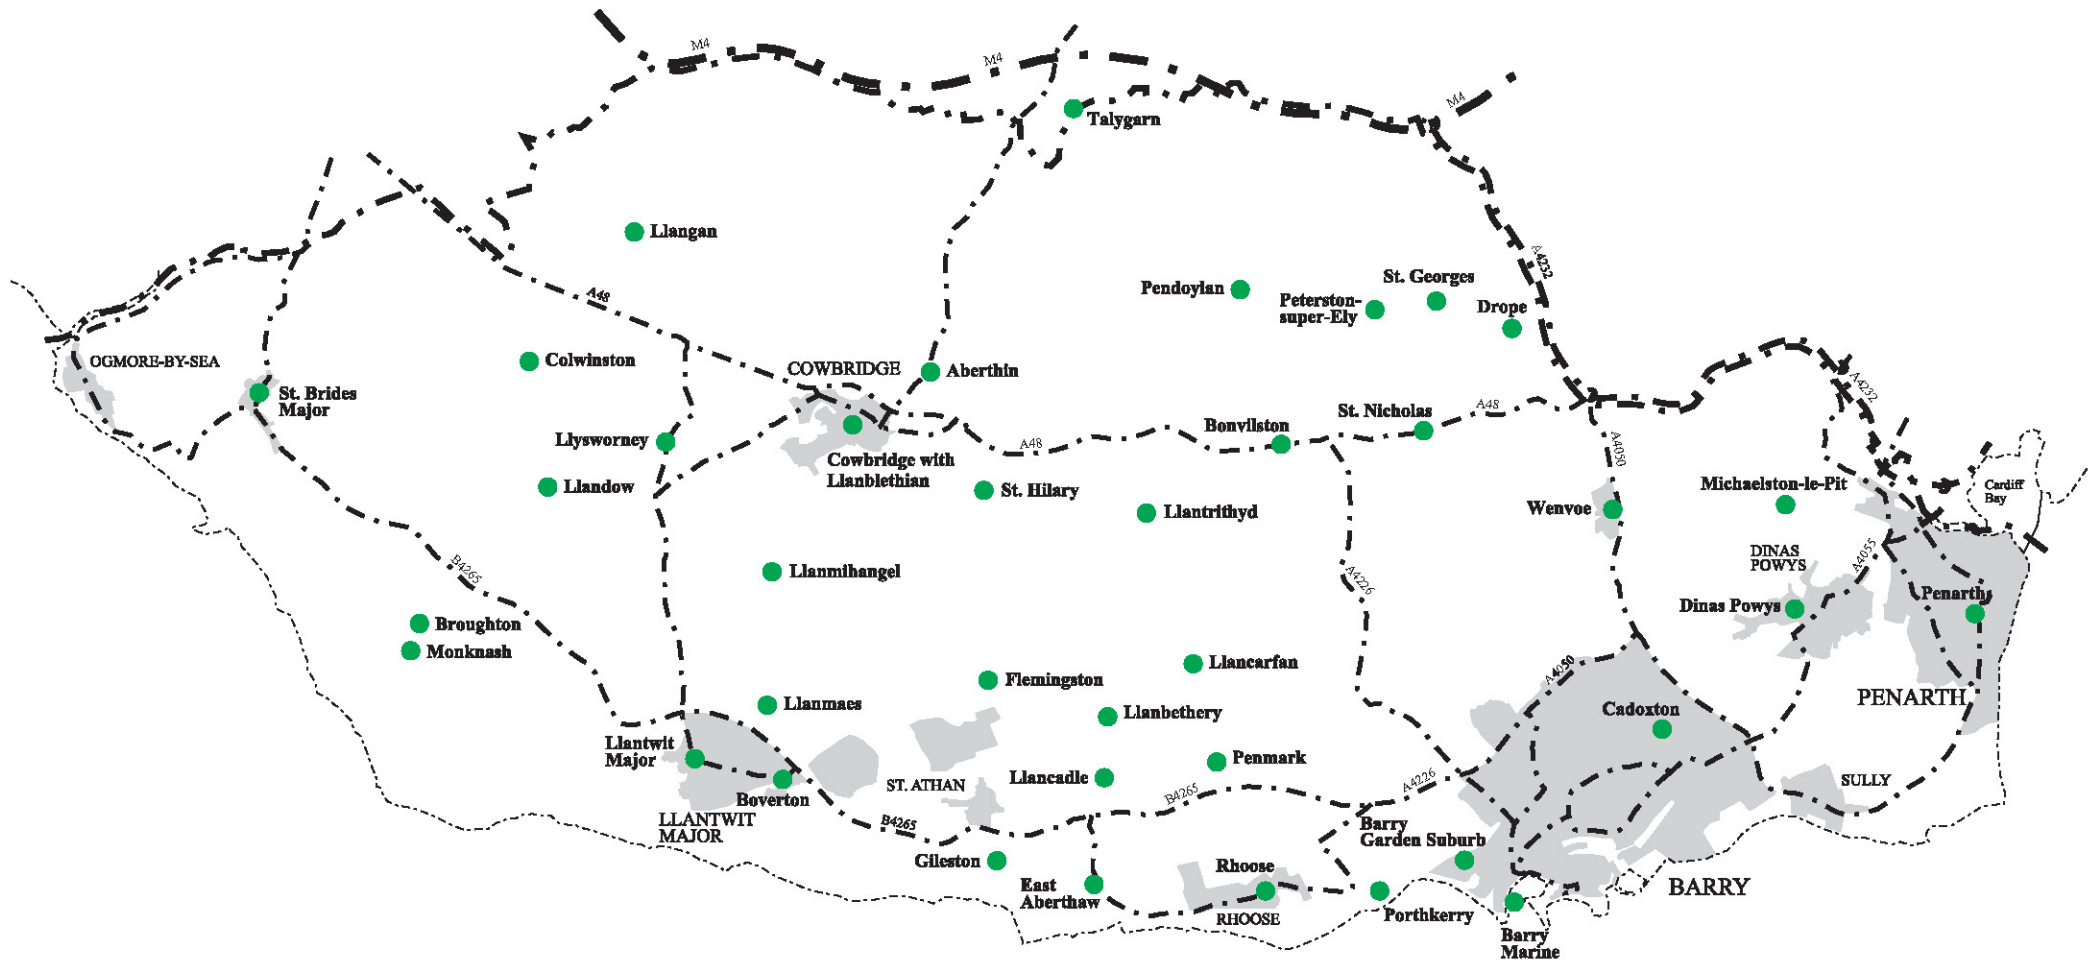 M4
M4
M4
Talygarn
Llangan
A4232
St. Georges
Pendoylan
Peterston-
super-Ely
Drope
A48
OGMORE-BY-SEA
Colwinston
COWBRIDGE
Aberthin
A4232
St. Brides
Major
St. Nicholas
A48
Bonvilston
Llysworney
A48
A4050
Cowbridge with
Llanblethian
Llandow
St. Hilary
Michaelston-le-Pit
Cardiff
Bay
Llantrithyd
Wenvoe
DINAS
POWYS
A4055
B4265
Llanmihangel
A4226
Penarth
Dinas Powys
Broughton
Monknash
Llancarfan
A4050
Flemingston
PENARTH
Llanmaes
Llanbethery
Cadoxton
Llantwit
Major
Penmark
Llancadle
A4226
ST. ATHAN
SULLY
Boverton
B4265
LLANTWIT
MAJOR
B4265
Barry
Garden Suburb
Gileston
Rhoose
East
Aberthaw
BARRY
RHOOSE
Porthkerry
Barry
Marine